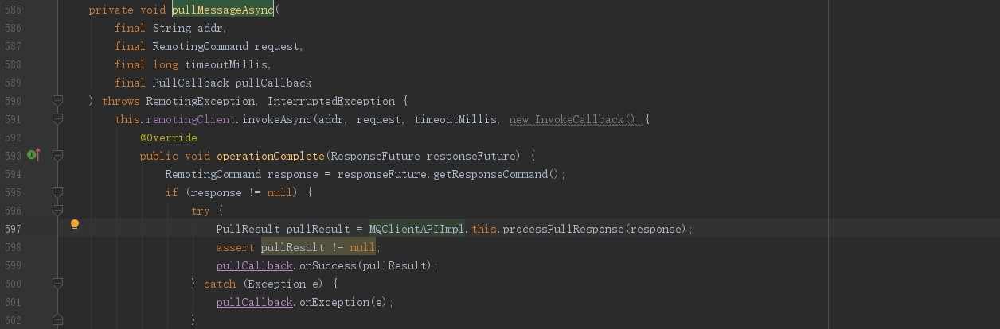 585 private void pullMessageAsync(
586 final String addr,
587 final RemotingCommand request,
588 final long timeoutMillis,
589 final PullCallback pullCallback
590 ) throws RemotingException, InterruptedException {
591 this.remotingClient.invokeAsync(addr, request, timeoutMillis, new InvokeCallback() {
592 @Override
593 public void operationComplete(ResponseFuture responseFuture) {
594 RemotingCommand response = responseFuture.getResponseCommand();
595 if (response != null) {
596 try {
597 PullResult pullResult = MQClientAPIImpl.this.processPullResponse(response);
598 assert pullResult != null;
599 pullCallback.onSuccess(pullResult);
600 } catch (Exception e) {
601 pullCallback.onException(e);
602 }